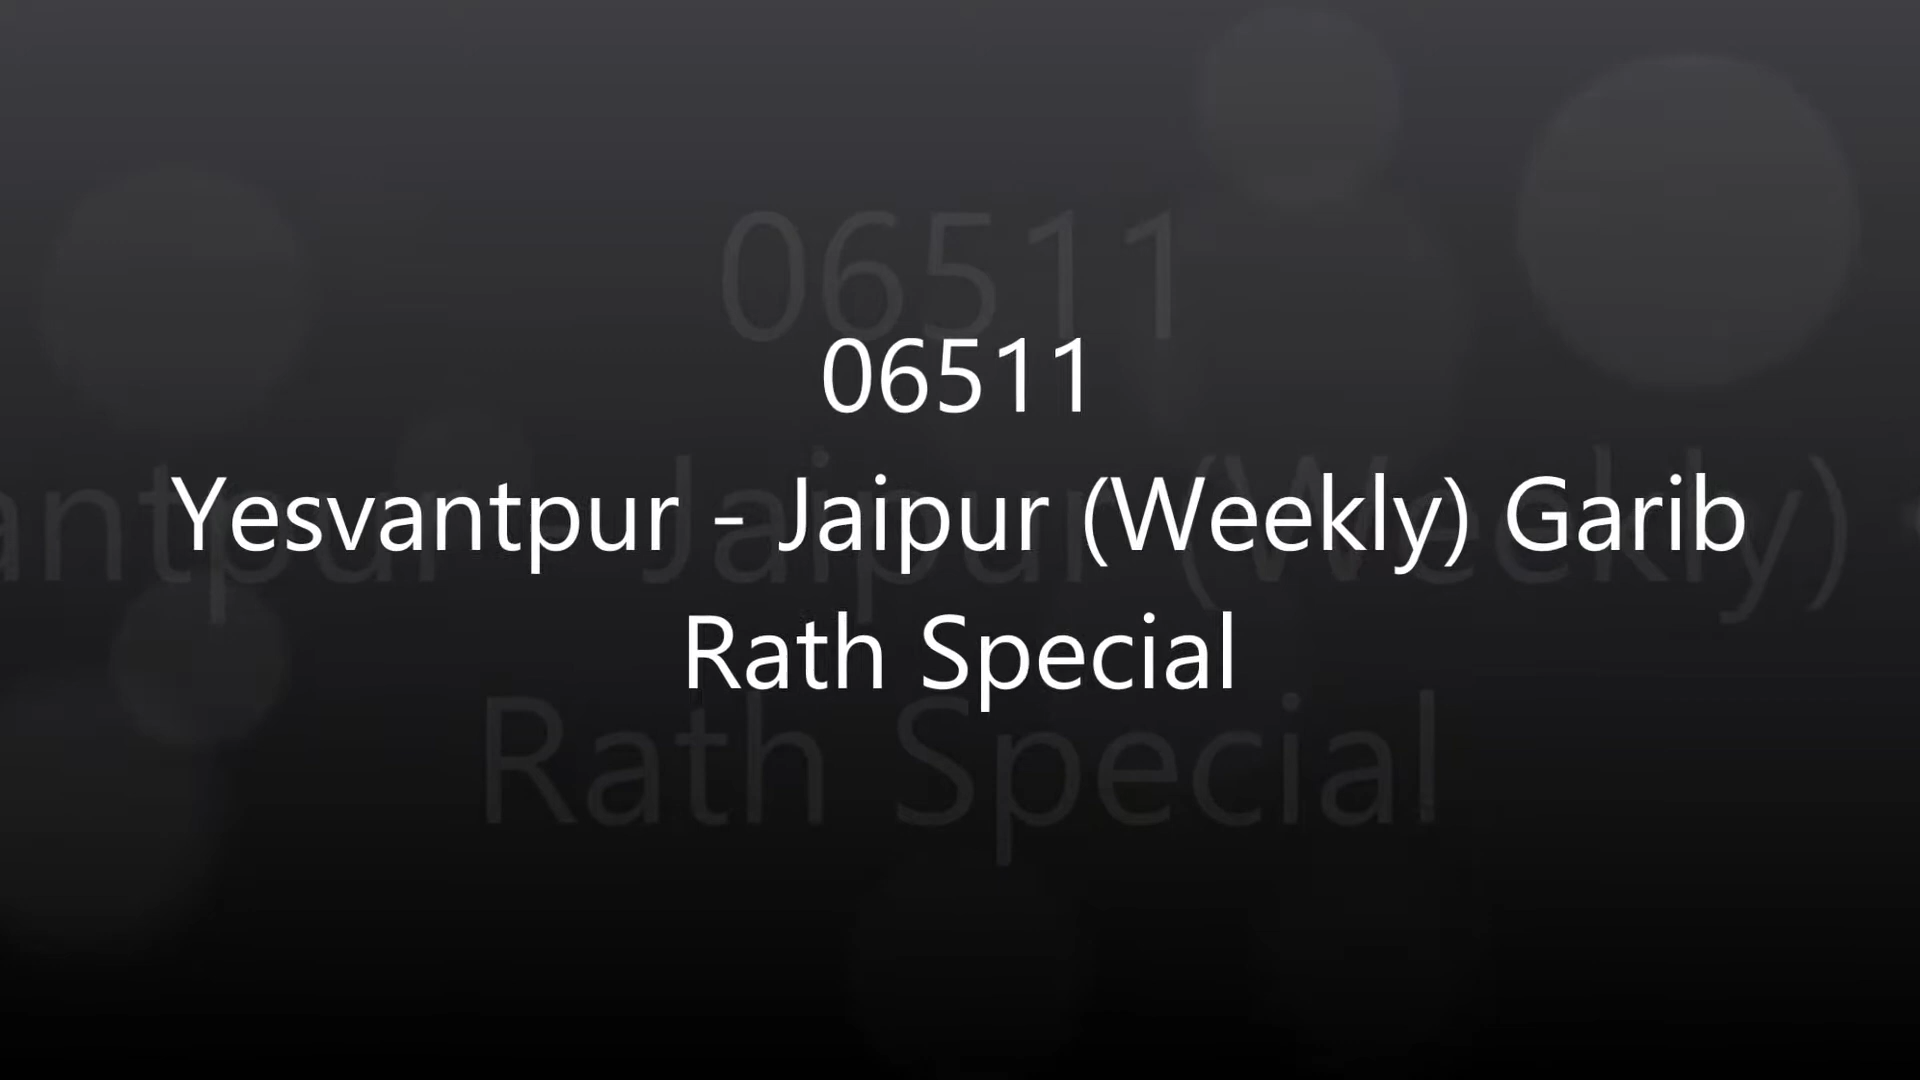 06511
Yesvantpur - Jaipur (Weekly) Garib
Rath Special